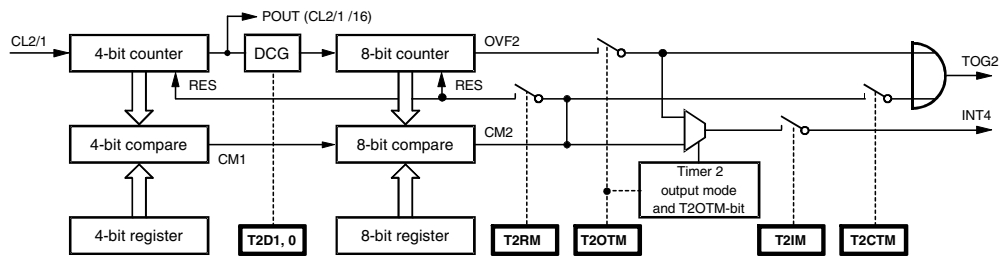 POUT (CL2/1 /16)
CL2/1
4-bit counter
DCG
8-bit counter
OVF2
TOG2
RES
RES
INT4
4-bit compare
CM1
8-bit compare
CM2
Timer 2
output mode
and T2OTM-bit
4-bit register
T2D1, 0
8-bit register
T2RM
T2OTM
T2IM
T2CTM